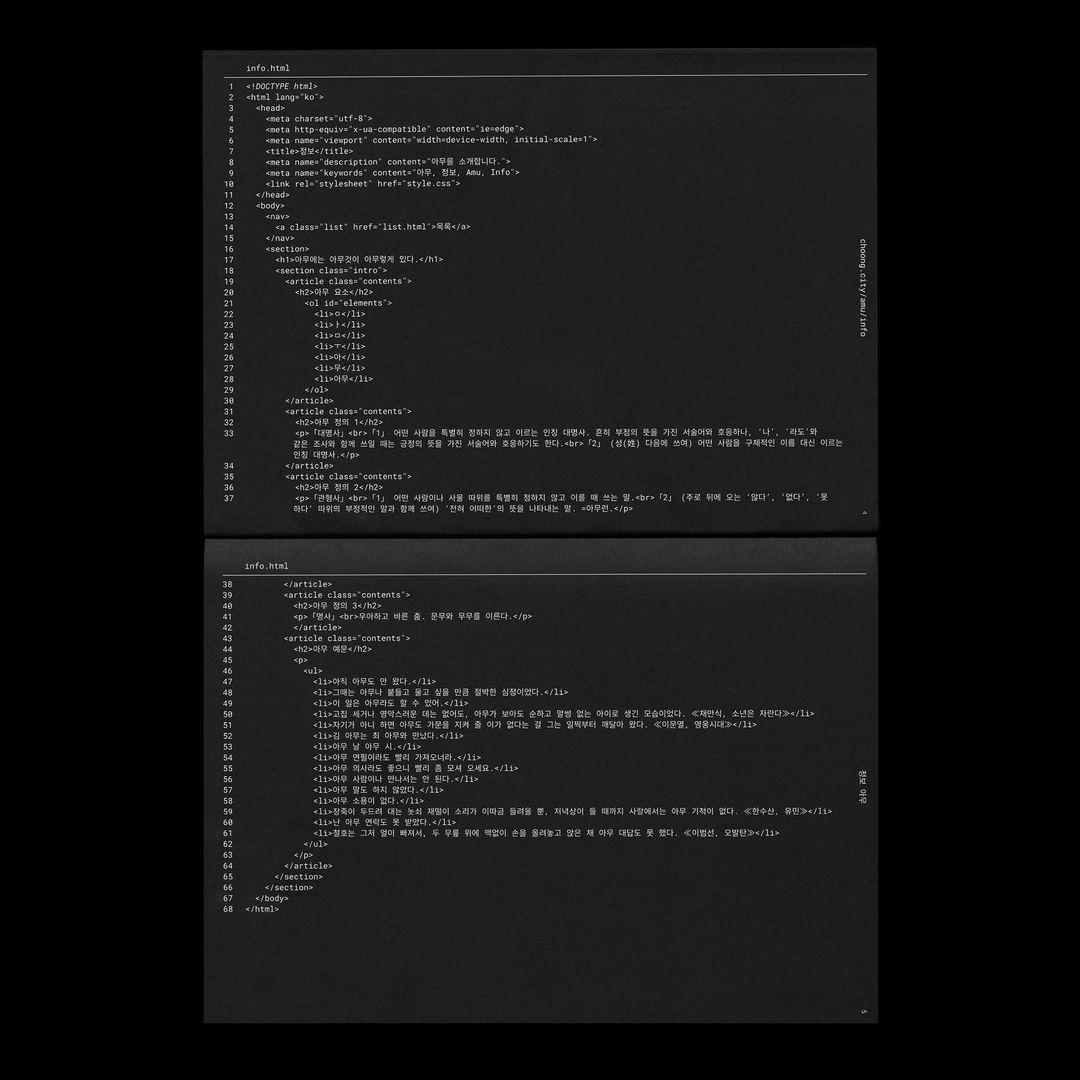 info.html
1 <!DOCTYPE html>
2 <html lang="ko">
3 <head>
4 <meta charset="utf-8">
5 <meta http-equiv="x-ua-compatible" content="ie=edge">
6 <meta name="viewport" content="width=device-width, initial-scale=1">
7 <title>정보</title>
8 <meta name="description" content="아무를 소개합니다.">
9 <meta name="keywords" content="아무, 정보, Amu, Info">
10 <link rel="stylesheet" href="style.css">
11 </head>
12 <body>
13 <nav>
14 <a class="list" href="list.html">목록</a>
15 </nav>
16 <section>
17 <h1>아무에는 아무것이 아무렇게 있다.</h1>
18 <section class="intro">
19 <article class="contents">
20 <h2>아무 요소</h2>
21 <ol id="elements">
22 <li>ㅇ</li>
23 <li>ㅏ</li>
24 <li>ㅁ</li>
25 <li>ㅜ</li>
26 <li>아</li>
27 <li>무</li>
28 <li>아무</li>
29 </ol>
30 </article>
31 <article class="contents">
32 <h2>아무 정의 1</h2>
33 <p>「대명사」<br>「1」 어떤 사람을 특별히 정하지 않고 이르는 인칭 대명사. 흔히 부정의 뜻을 가진 서술어와 호응하나, '나', '라도'와
같은 조사와 함께 쓰일 때는 긍정의 뜻을 가진 서술어와 호응하기도 한다.<br>「2」 (성(姓) 다음에 쓰여) 어떤 사람을 구체적인 이름 대신 이르는
인칭 대명사.</p>
34 </article>
35 <article class="contents">
36 <h2>아무 정의 2</h2>
37 <p>「관형사」<br>「1」 어떤 사람이나 사물 따위를 특별히 정하지 않고 이를 때 쓰는 말.<br>「2」 (주로 뒤에 오는 '않다', '없다', '못
하다' 따위의 부정적인 말과 함께 쓰여) '전혀 어떠한'의 뜻을 나타내는 말. =아무런.</p>
choong.city/amu/info
4
info.html
38 </article>
39 <article class="contents">
40 <h2>아무 정의 3</h2>
41 <p>「명사」<br>우아하고 바른 춤. 문무와 무무를 이른다.</p>
42 </article>
43 <article class="contents">
44 <h2>아무 예문</h2>
45 <p>
46 <ul>
47 <li>아직 아무도 안 왔다.</li>
48 <li>그때는 아무나 붙들고 울고 싶을 만큼 절박한 심정이었다.</li>
49 <li>이 일은 아무라도 할 수 있어.</li>
50 <li>고집 세거나 영악스러운 데는 없어도, 아무가 보아도 순하고 말썽 없는 아이로 생긴 모습이었다. ≪채만식, 소년은 자란다≫</li>
51 <li>자기가 아니 하면 아무도 가문을 지켜 줄 이가 없다는 걸 그는 일찍부터 깨달아 왔다. ≪이문열, 영웅시대≫</li>
52 <li>김 아무는 최 아무와 만났다.</li>
53 <li>아무 날 아무 시.</li>
54 <li>아무 연필이라도 빨리 가져오너라.</li>
55 <li>아무 의사라도 좋으니 빨리 좀 모셔 오세요.</li>
56 <li>아무 사람이나 만나서는 안 된다.</li>
57 <li>아무 말도 하지 않았다.</li>
58 <li>아무 소용이 없다.</li>
59 <li>장죽이 두드려 대는 놋쇠 재떨이 소리가 이따금 들려올 뿐, 저녁상이 들 때까지 사랑에서는 아무 기척이 없다. ≪한수산, 유민≫</li>
60 <li>난 아무 연락도 못 받았다.</li>
61 <li>철호는 그저 얼이 빠져서, 두 무릎 위에 맥없이 손을 올려놓고 앉은 채 아무 대답도 못 했다. ≪이범선, 오발탄≫</li>
62 </ul>
63 </p>
64 </article>
65 </section>
66 </section>
67 </body>
68 </html>
정보 아무
5